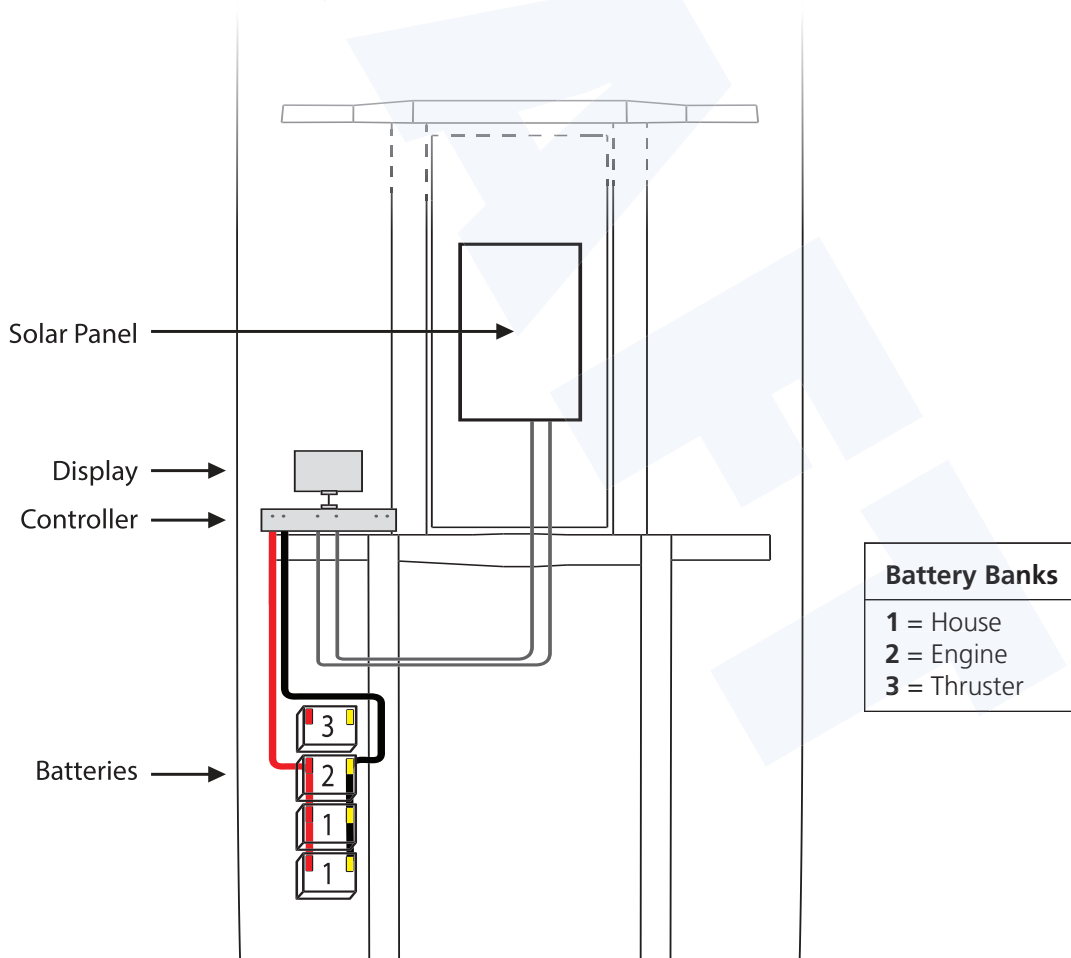 Solar Panel
Display
Controller
Battery Banks
1 = House
2 = Engine
3 = Thruster
3
Batteries
2
1
1